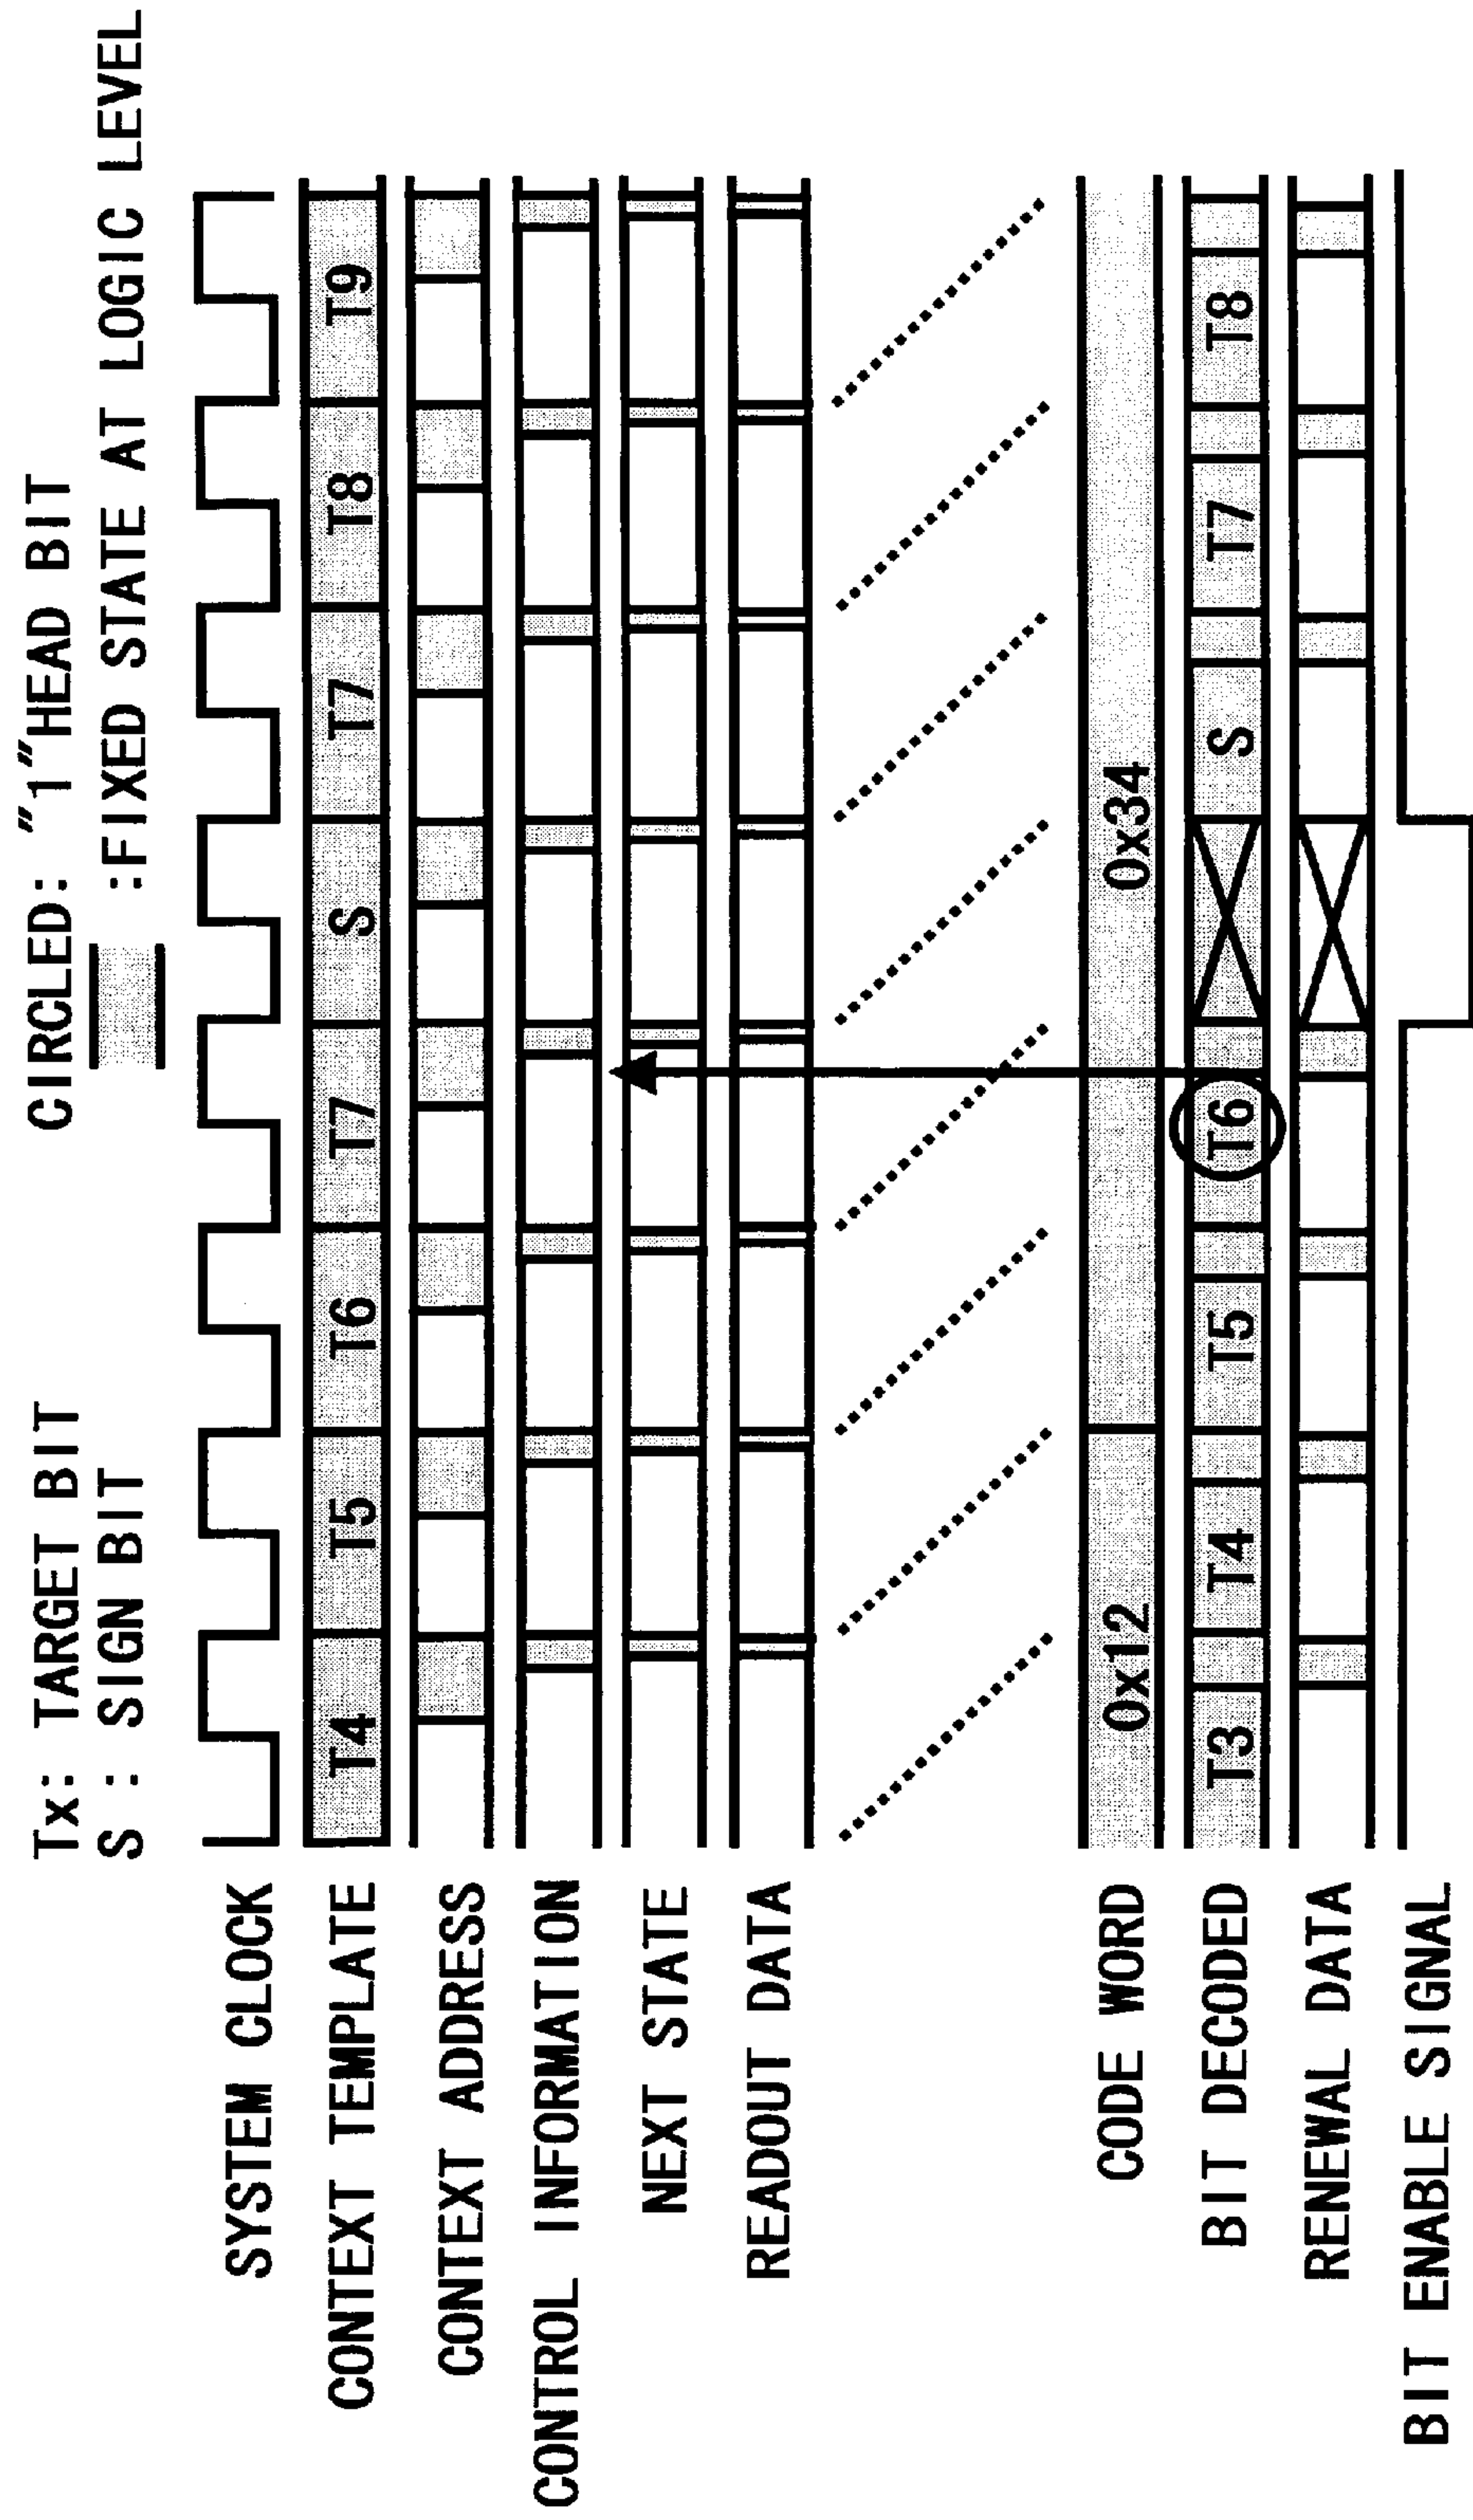 Tx: TARGET BIT
S : SIGN BIT
CIRCLED: "1"HEAD BIT
:FIXED STATE AT LOGIC LEVEL
SYSTEM CLOCK
CONTEXT TEMPLATE
T4 T5 T6 T7 S T7 T8 T9
CONTEXT ADDRESS
CONTROL INFORMATION
NEXT STATE
READOUT DATA
CODE WORD
0x12 0x34
BIT DECODED
T3 T4 T5 T6 S T7 T8
RENEWAL DATA
BIT ENABLE SIGNAL